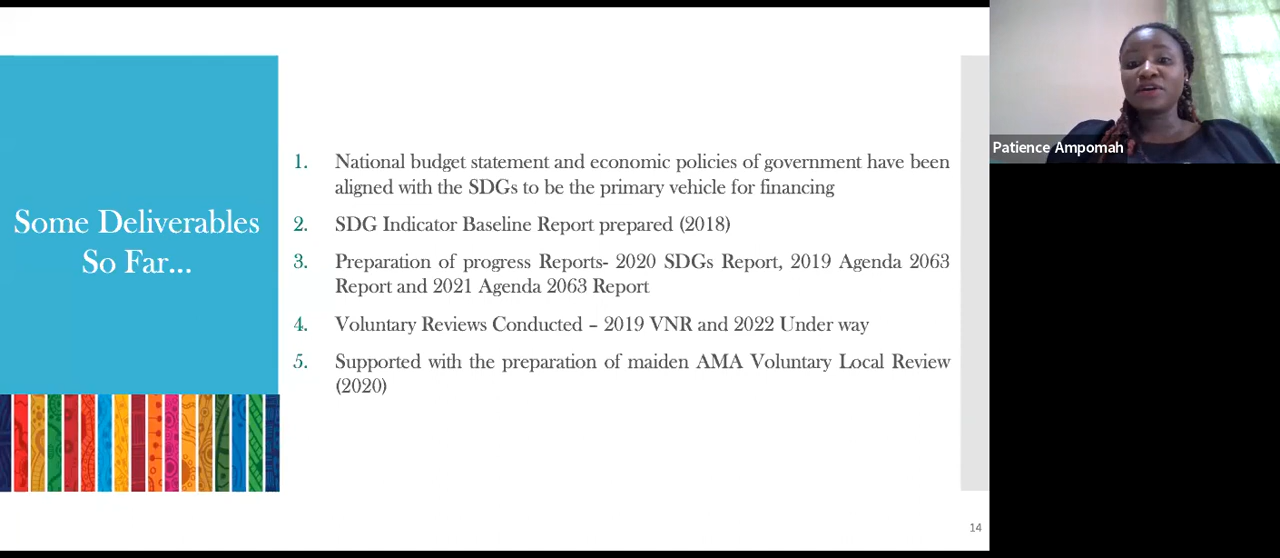 Some Deliverables
So Far...
1. National budget statement and economic policies of government have been
aligned with the SDGs to be the primary vehicle for financing
2. SDG Indicator Baseline Report prepared (2018)
3. Preparation of progress Reports- 2020 SDGs Report, 2019 Agenda 2063
Report and 2021 Agenda 2063 Report
4. Voluntary Reviews Conducted – 2019 VNR and 2022 Under way
5. Supported with the preparation of maiden AMA Voluntary Local Review
(2020)
14
Patience Ampomah